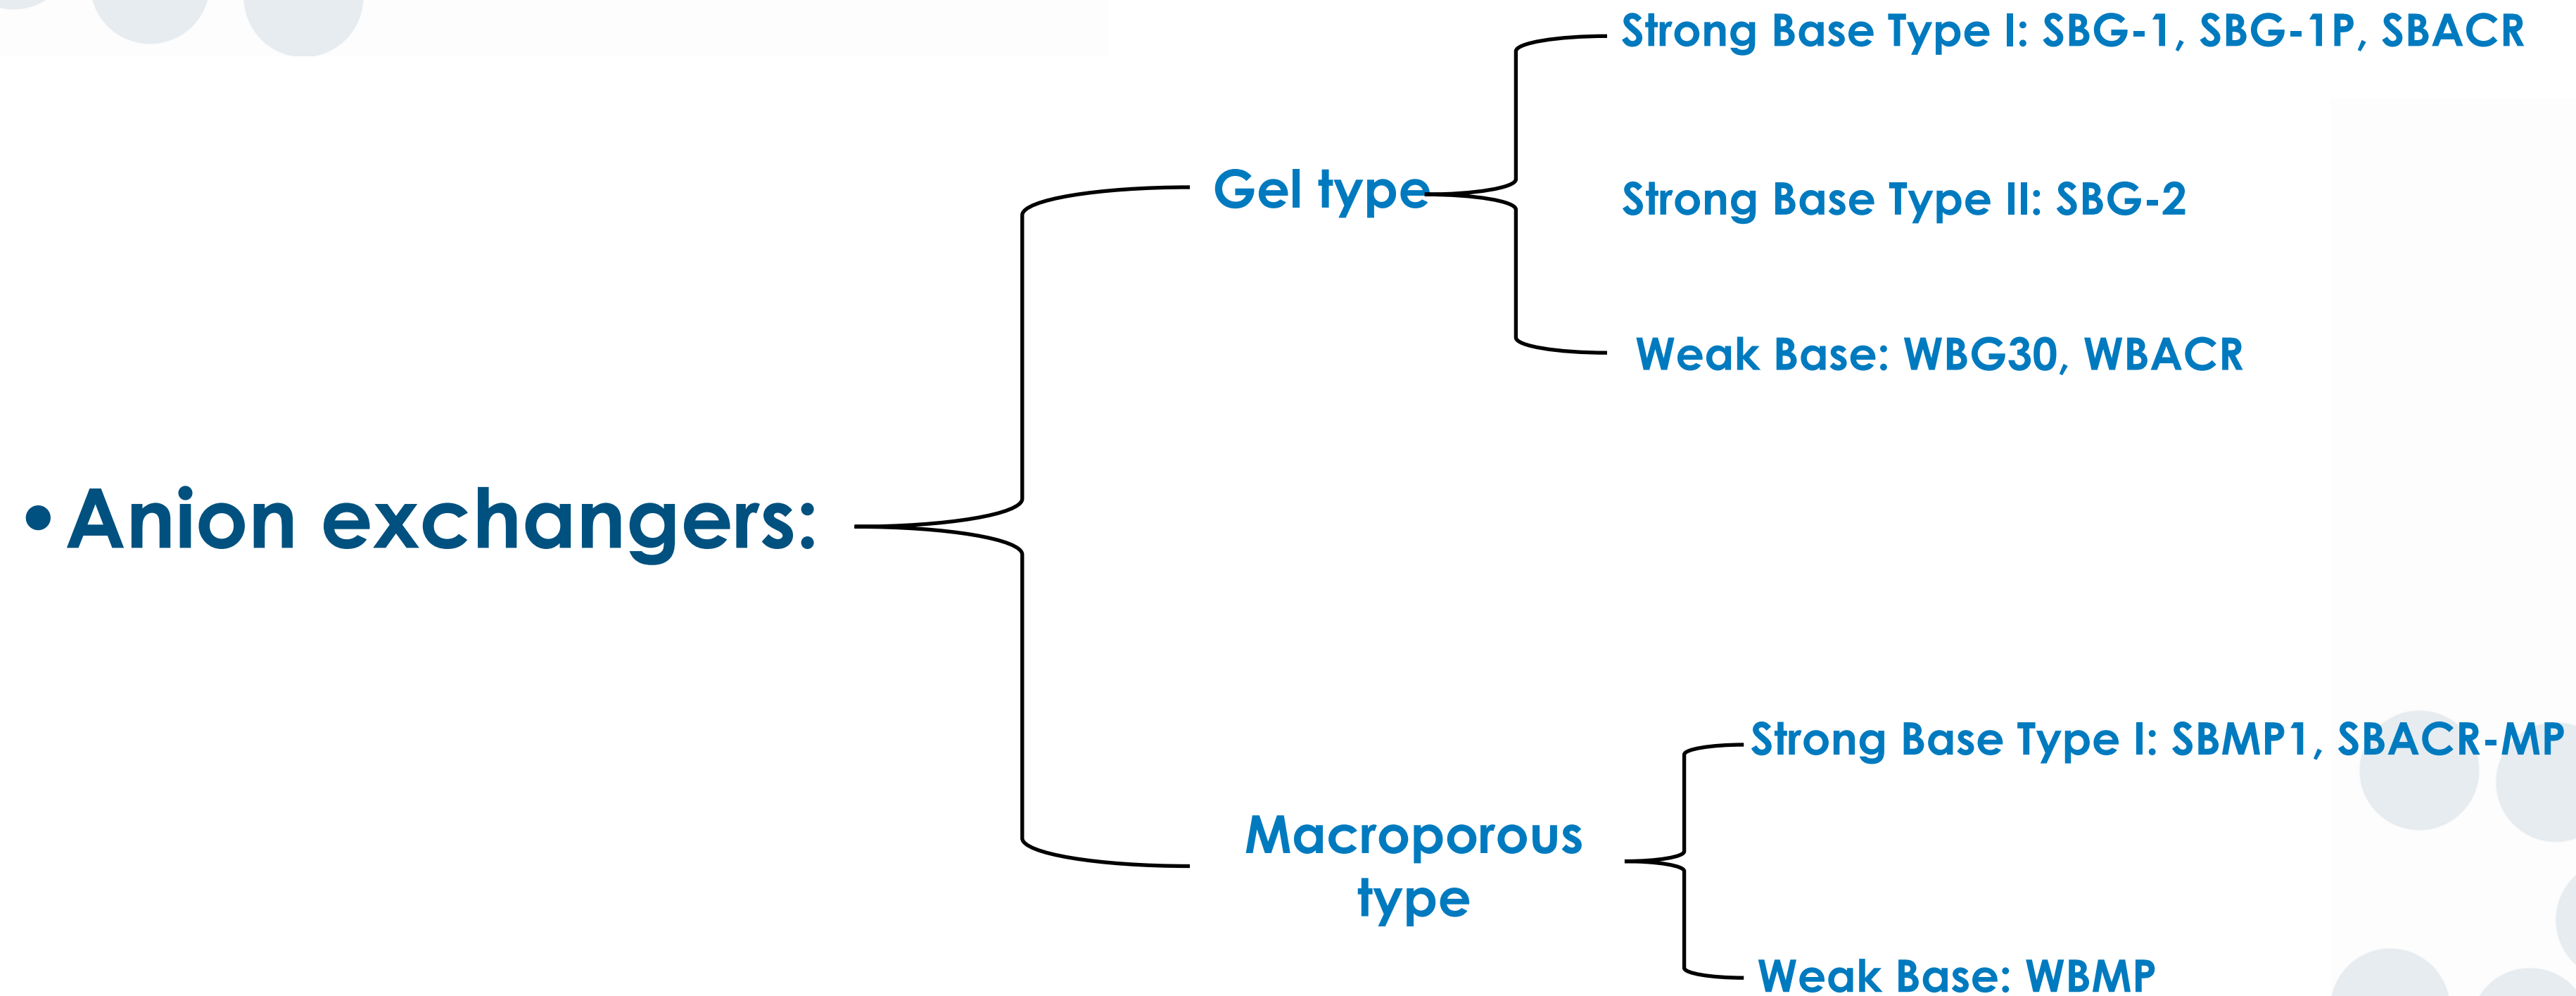 •Anion exchangers:
Gel type
Strong Base Type I: SBG-1, SBG-1P, SBACR
Strong Base Type II: SBG-2
Weak Base: WBG30, WBACR
Macroporous
type
Strong Base Type I: SBMP1, SBACR-MP
Weak Base: WBMP